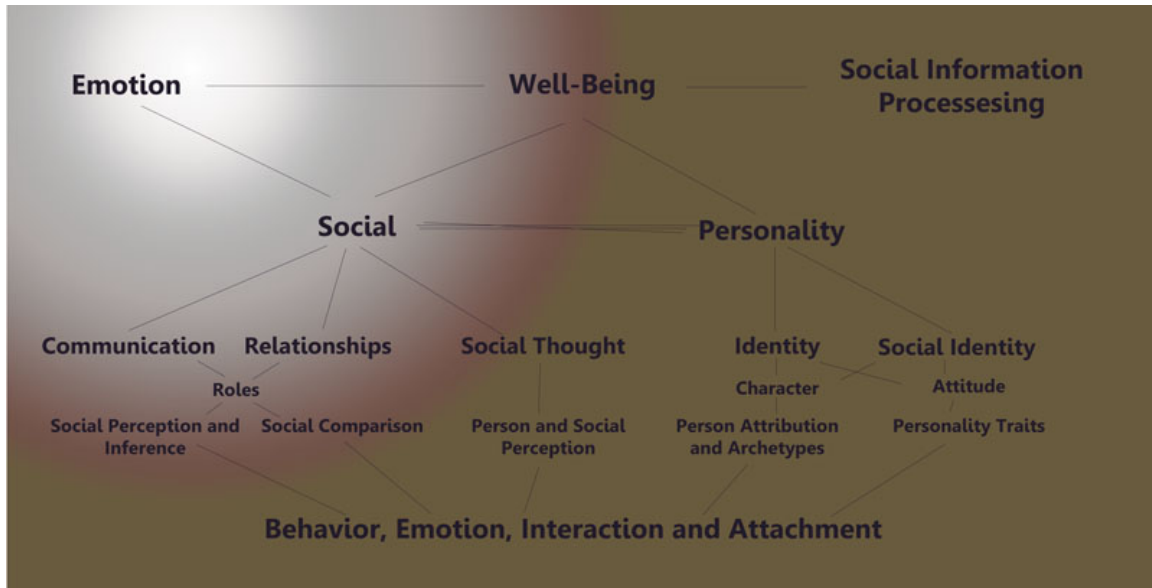 Emotion
Well-Being
Social Information
Processesing
Social
Personality
Communication
Relationships
Social Thought
Identity
Social Identity
Roles
Character
Attitude
Social Perception and
Inference
Social Comparison
Person and Social
Perception
Person Attribution
and Archetypes
Personality Traits
Behavior, Emotion, Interaction and Attachment